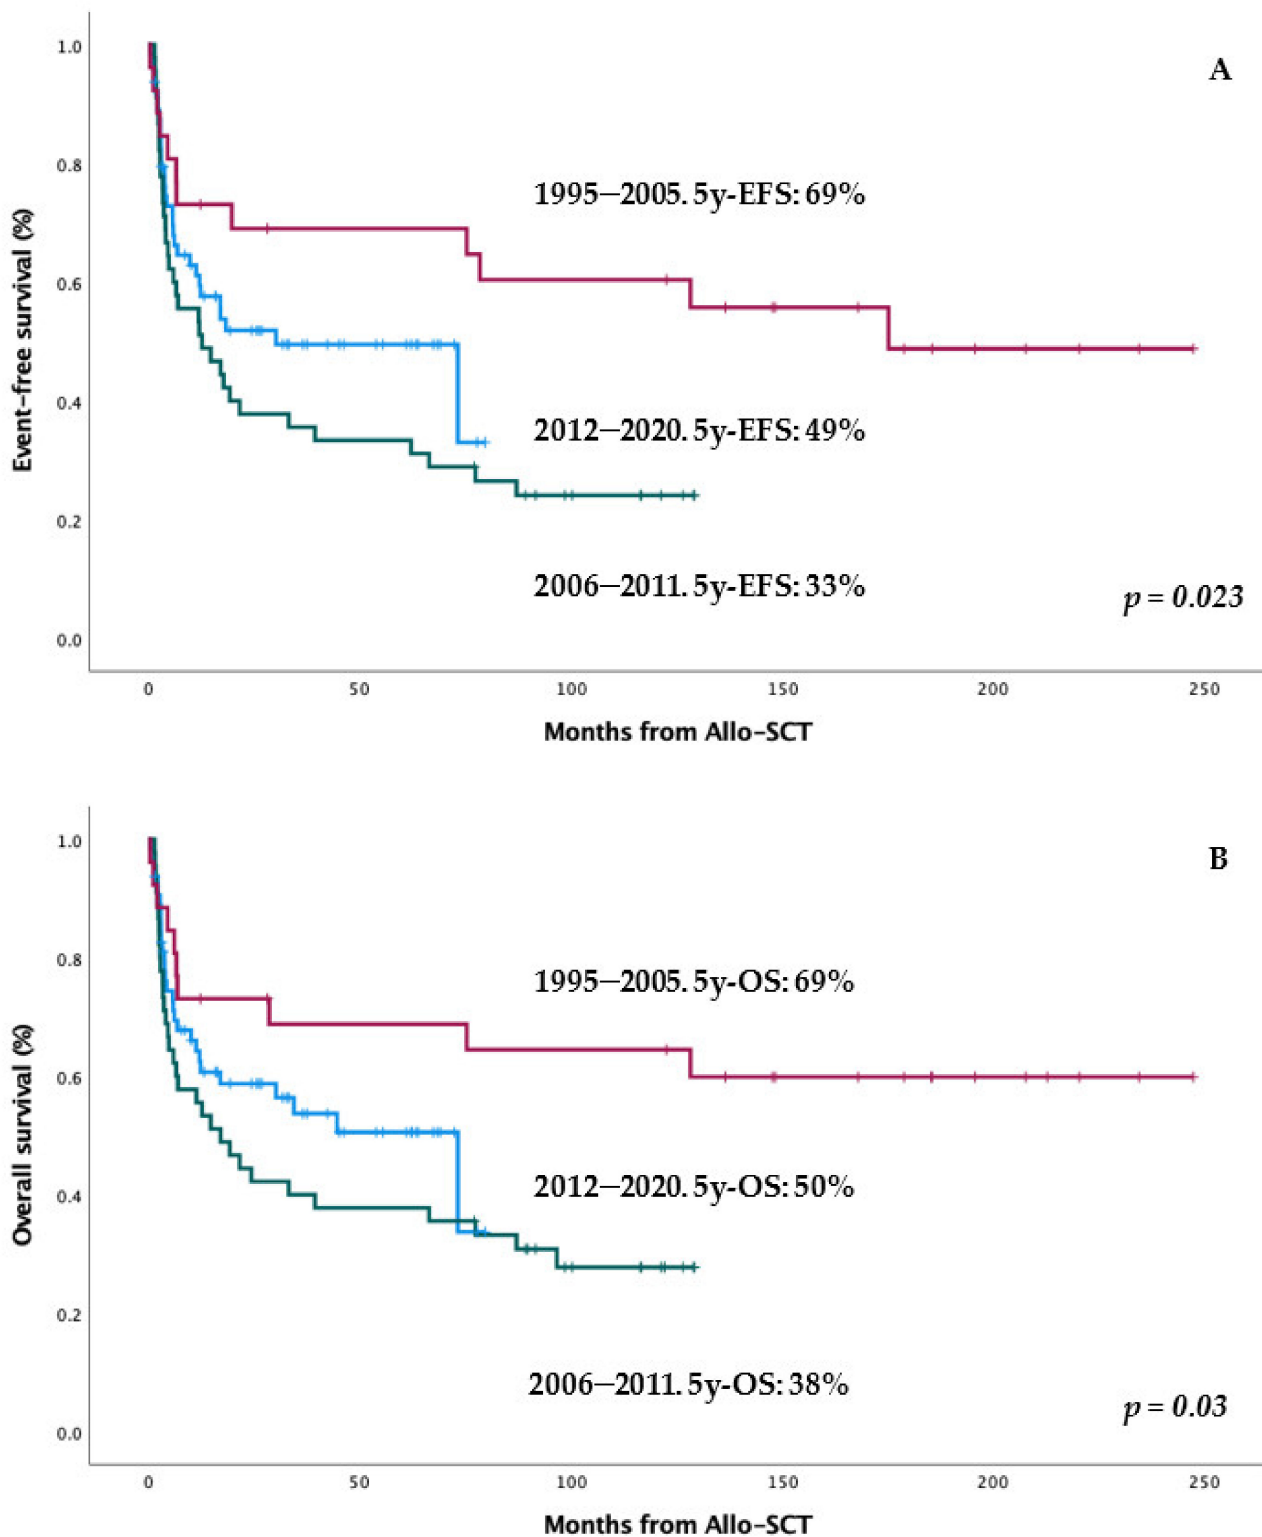 A
1.0
0.8
0.6
0.4
0.2
0.0
Event-free survival (%)
1995–2005. 5y-EFS: 69%
2012–2020. 5y-EFS: 49%
2006–2011. 5y-EFS: 33%
p = 0.023
0 50 100 150 200 250
Months from Allo-SCT
B
1.0
0.8
0.6
0.4
0.2
0.0
Overall survival (%)
1995–2005. 5y-OS: 69%
2012–2020. 5y-OS: 50%
2006–2011. 5y-OS: 38%
p = 0.03
0 50 100 150 200 250
Months from Allo-SCT